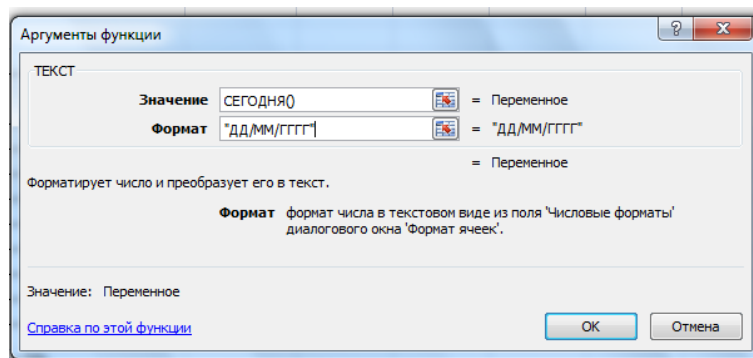 Аргументы функции
ТЕКСТ
Значение СЕГОДНЯ() = Переменное
Формат "ДД/ММ/ГГГГ" = "ДД/ММ/ГГГГ"
= Переменное
Форматирует число и преобразует его в текст.
Формат формат числа в текстовом виде из поля 'Числовые форматы'
диалогового окна 'Формат ячеек'.
Значение: Переменное
Справка по этой функции ОК Отмена